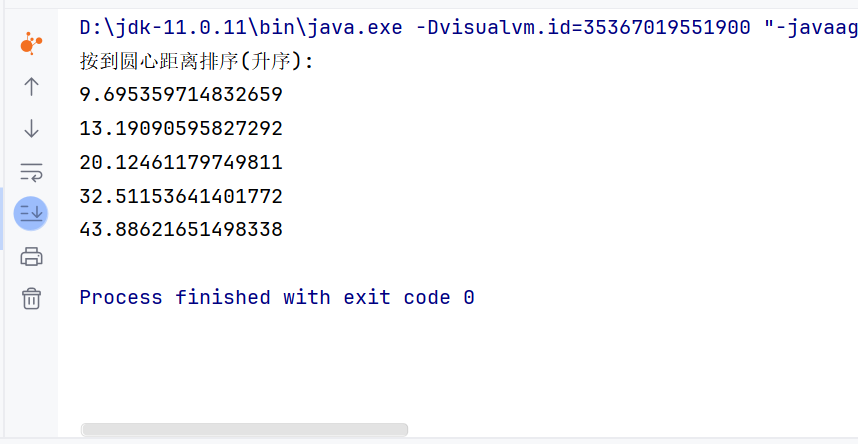 D:\jdk-11.0.11\bin\java.exe -Dvisualvm.id=35367019551900 "-javaag
按到圆心距离排序(升序):
9.695359714832659
13.19090595827292
20.12461179749811
32.51153641401772
43.88621651498338
Process finished with exit code 0